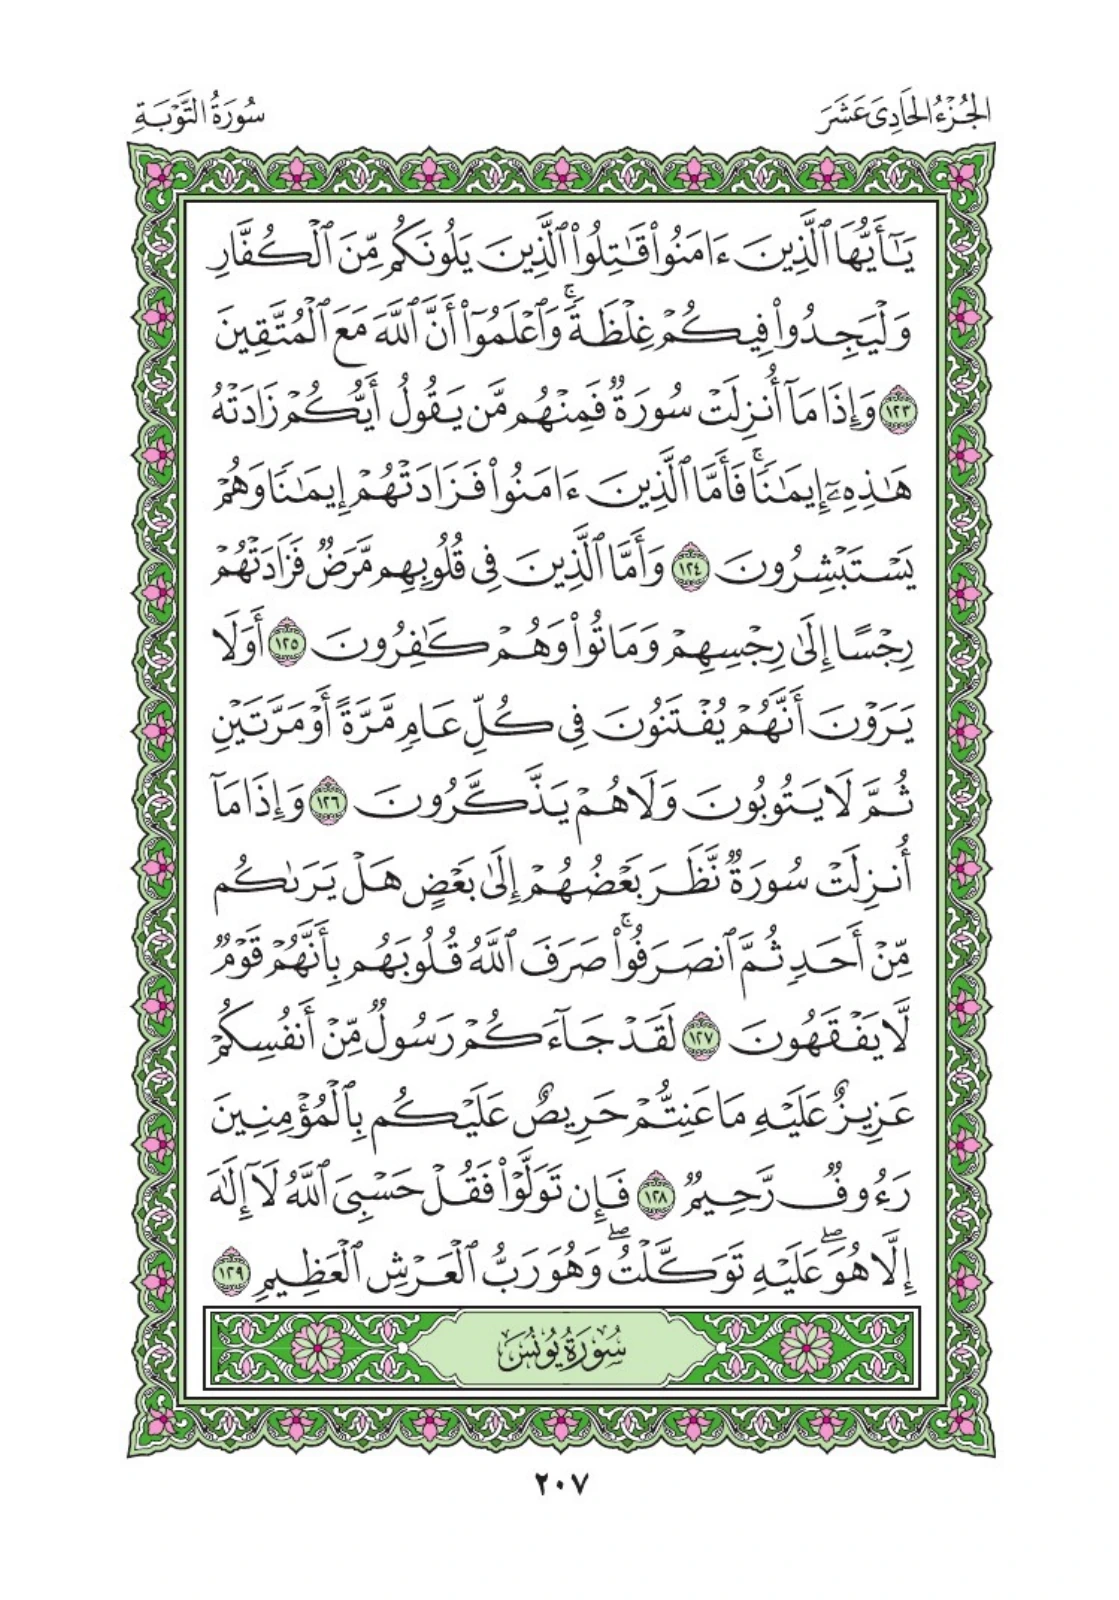 الجُزْءُ الحَادِى عَشَرَ
سُورَةُ التَّوْبَةِ
يَـٰٓأَيُّهَا ٱلَّذِينَ ءَامَنُوا۟ قَـٰتِلُوا۟ ٱلَّذِينَ يَلُونَكُم مِّنَ ٱلْكُفَّارِ
وَلْيَجِدُوا۟ فِيكُمْ غِلْظَةً ۚ وَٱعْلَمُوٓا۟ أَنَّ ٱللَّهَ مَعَ ٱلْمُتَّقِينَ
١٢٣ وَإِذَا مَآ أُنزِلَتْ سُورَةٌ فَمِنْهُم مَّن يَقُولُ أَيُّكُمْ زَادَتْهُ
هَـٰذِهِۦٓ إِيمَـٰنًا ۚ فَأَمَّا ٱلَّذِينَ ءَامَنُوا۟ فَزَادَتْهُمْ إِيمَـٰنًا وَهُمْ
يَسْتَبْشِرُونَ ١٢٤ وَأَمَّا ٱلَّذِينَ فِى قُلُوبِهِم مَّرَضٌ فَزَادَتْهُمْ
رِجْسًا إِلَىٰ رِجْسِهِمْ وَمَاتُوا۟ وَهُمْ كَـٰفِرُونَ ١٢٥ أَوَلَا
يَرَوْنَ أَنَّهُمْ يُفْتَنُونَ فِى كُلِّ عَامٍ مَّرَّةً أَوْ مَرَّتَيْنِ
ثُمَّ لَا يَتُوبُونَ وَلَا هُمْ يَذَّكَّرُونَ ١٢٦ وَإِذَا مَآ
أُنزِلَتْ سُورَةٌ نَّظَرَ بَعْضُهُمْ إِلَىٰ بَعْضٍ هَلْ يَرَىٰكُم
مِّنْ أَحَدٍ ثُمَّ ٱنصَرَفُوا۟ ۚ صَرَفَ ٱللَّهُ قُلُوبَهُم بِأَنَّهُمْ قَوْمٌ
لَّا يَفْقَهُونَ ١٢٧ لَقَدْ جَآءَكُمْ رَسُولٌ مِّنْ أَنفُسِكُمْ
عَزِيزٌ عَلَيْهِ مَا عَنِتُّمْ حَرِيصٌ عَلَيْكُم بِٱلْمُؤْمِنِينَ
رَءُوفٌ رَّحِيمٌ ١٢٨ فَإِن تَوَلَّوْا۟ فَقُلْ حَسْبِىَ ٱللَّهُ لَآ إِلَـٰهَ
إِلَّا هُوَ ۖ عَلَيْهِ تَوَكَّلْتُ ۖ وَهُوَ رَبُّ ٱلْعَرْشِ ٱلْعَظِيمِ ١٢٩
سُورَةُ يُونُسَ
٢٠٧